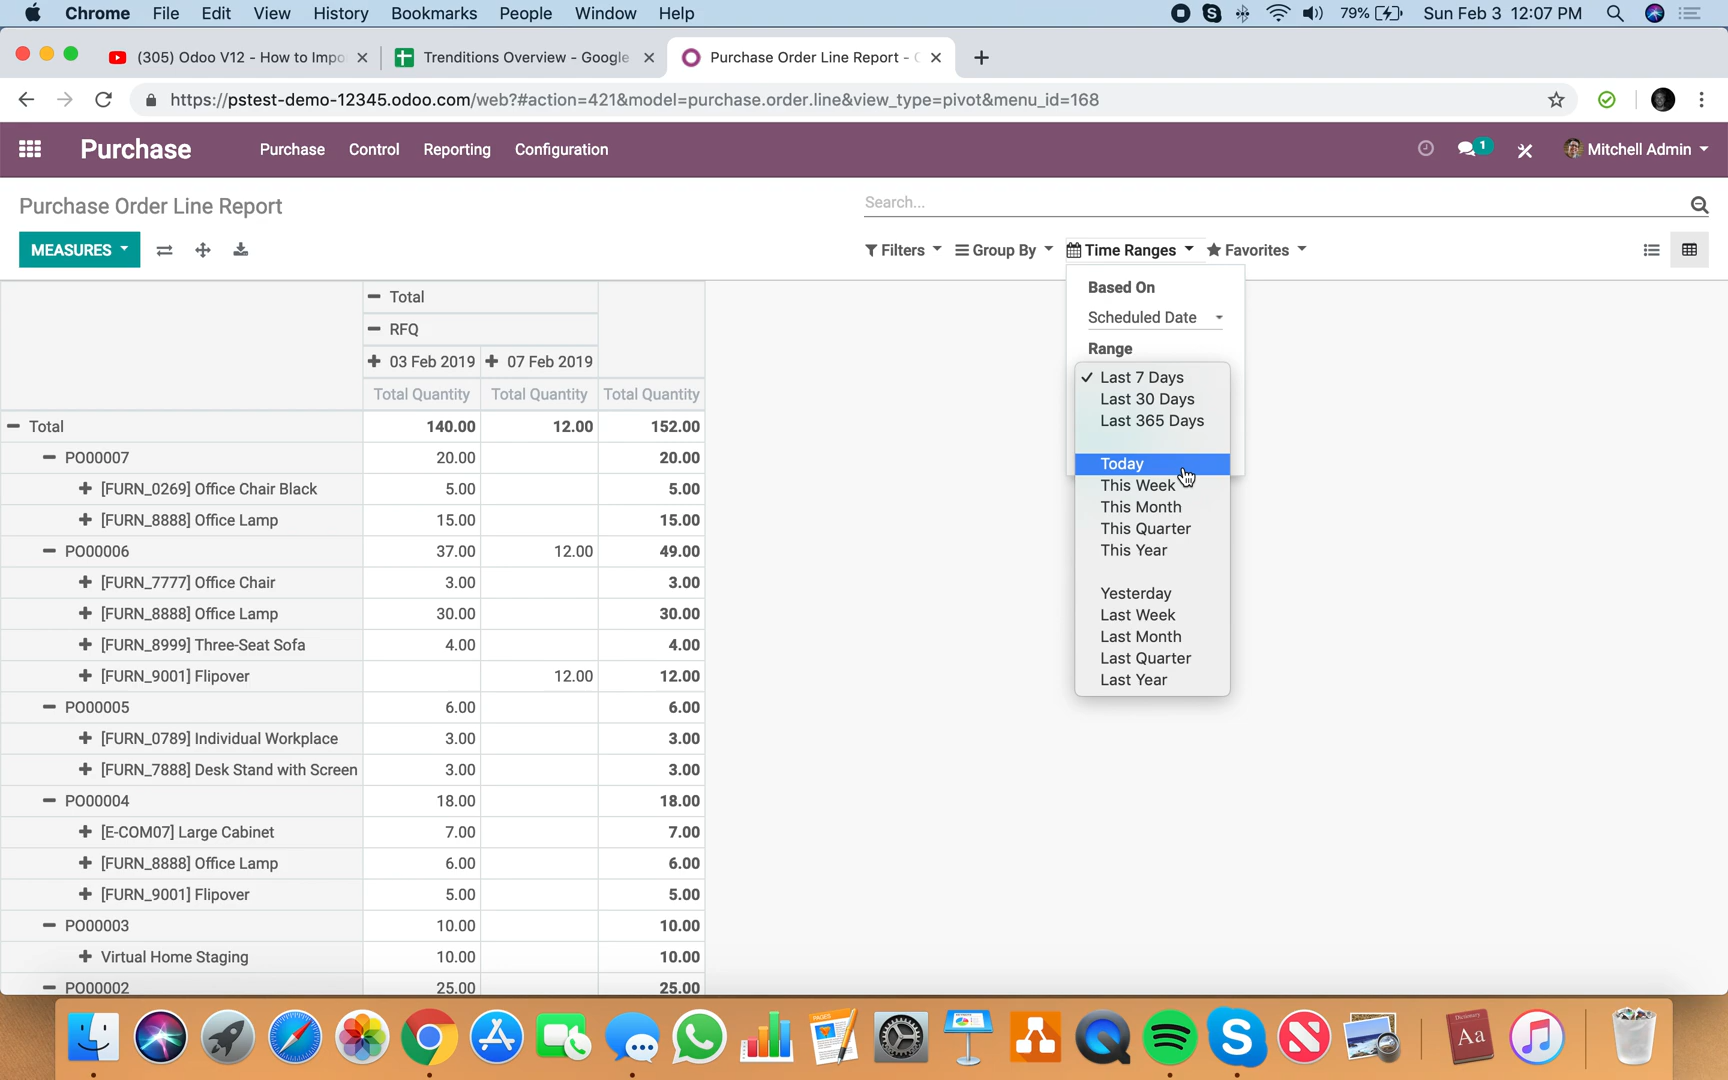 Chrome File Edit View History Bookmarks People Window Help 79% Sun Feb 3 12:07 PM
(305) Odoo V12 - How to Impo Trenditions Overview - Google Purchase Order Line Report -
https://pstest-demo-12345.odoo.com/web?#action=421&model=purchase.order.line&view_type=pivot&menu_id=168
Purchase Purchase Control Reporting Configuration 1 Mitchell Admin
Purchase Order Line Report Search...
MEASURES Filters Group By Time Ranges Favorites
Based On
Scheduled Date
Range
Last 7 Days
Last 30 Days
Last 365 Days
Today
This Week
This Month
This Quarter
This Year
Yesterday
Last Week
Last Month
Last Quarter
Last Year
Total
RFQ
03 Feb 2019 07 Feb 2019
Total Quantity Total Quantity Total Quantity
Total 140.00 12.00 152.00
PO00007 20.00 20.00
[FURN_0269] Office Chair Black 5.00 5.00
[FURN_8888] Office Lamp 15.00 15.00
PO00006 37.00 12.00 49.00
[FURN_7777] Office Chair 3.00 3.00
[FURN_8888] Office Lamp 30.00 30.00
[FURN_8999] Three-Seat Sofa 4.00 4.00
[FURN_9001] Flipover 12.00 12.00
PO00005 6.00 6.00
[FURN_0789] Individual Workplace 3.00 3.00
[FURN_7888] Desk Stand with Screen 3.00 3.00
PO00004 18.00 18.00
[E-COM07] Large Cabinet 7.00 7.00
[FURN_8888] Office Lamp 6.00 6.00
[FURN_9001] Flipover 5.00 5.00
PO00003 10.00 10.00
Virtual Home Staging 10.00 10.00
PO00002 25.00 25.00
PAGES Dictionary
Aa